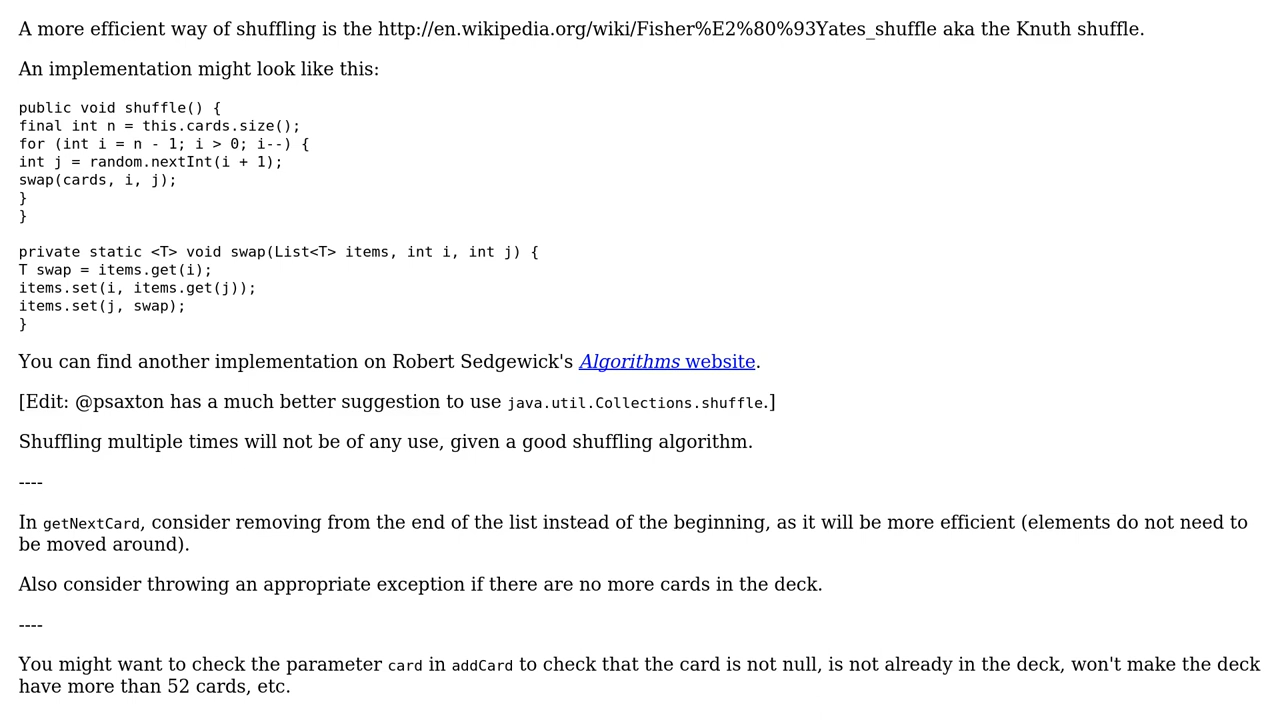 A more efficient way of shuffling is the http://en.wikipedia.org/wiki/Fisher%E2%80%93Yates_shuffle aka the Knuth shuffle.
An implementation might look like this:
public void shuffle() {
final int n = this.cards.size();
for (int i = n - 1; i > 0; i--) {
int j = random.nextInt(i + 1);
swap(cards, i, j);
}
}
private static <T> void swap(List<T> items, int i, int j) {
T swap = items.get(i);
items.set(i, items.get(j));
items.set(j, swap);
}
You can find another implementation on Robert Sedgewick's Algorithms website.
[Edit: @psaxton has a much better suggestion to use java.util.Collections.shuffle.]
Shuffling multiple times will not be of any use, given a good shuffling algorithm.
----
In getNextCard, consider removing from the end of the list instead of the beginning, as it will be more efficient (elements do not need to
be moved around).
Also consider throwing an appropriate exception if there are no more cards in the deck.
----
You might want to check the parameter card in addCard to check that the card is not null, is not already in the deck, won't make the deck
have more than 52 cards, etc.